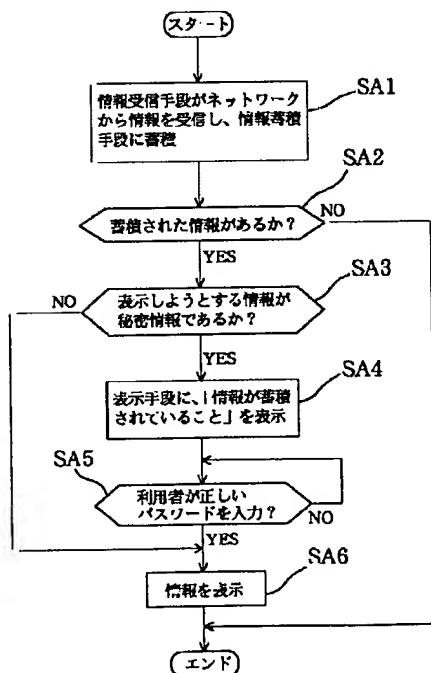 スタート
情報受信手段がネットワーク
から情報を受信し、情報蓄積
手段に蓄積
SA1
SA2
蓄積された情報があるか？
NO
YES
SA3
NO
表示しようとする情報が
秘密情報であるか？
YES
SA4
表示手段に、「情報が蓄積
されていること」を表示
SA5
利用者が正しい
パスワードを入力？
NO
YES
SA6
情報を表示
エンド